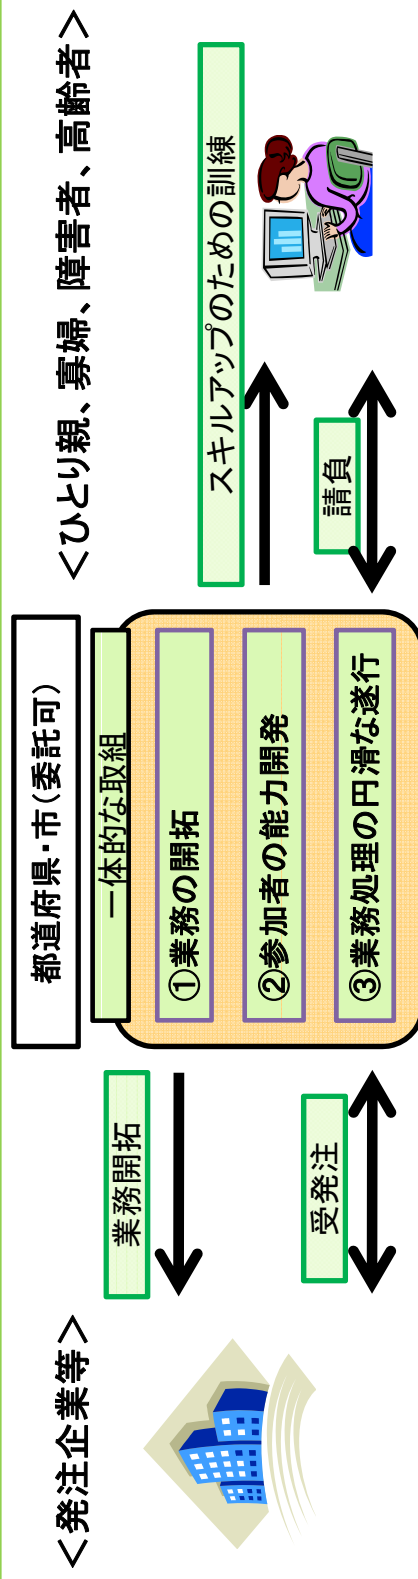 ＜発注企業等＞
業務開拓
受発注
都道府県・市（委託可）
一体的な取組
①業務の開拓
②参加者の能力開発
③業務処理の円滑な遂行
＜ひとり親、寡婦、障害者、高齢者＞
スキルアップのための訓練
請負